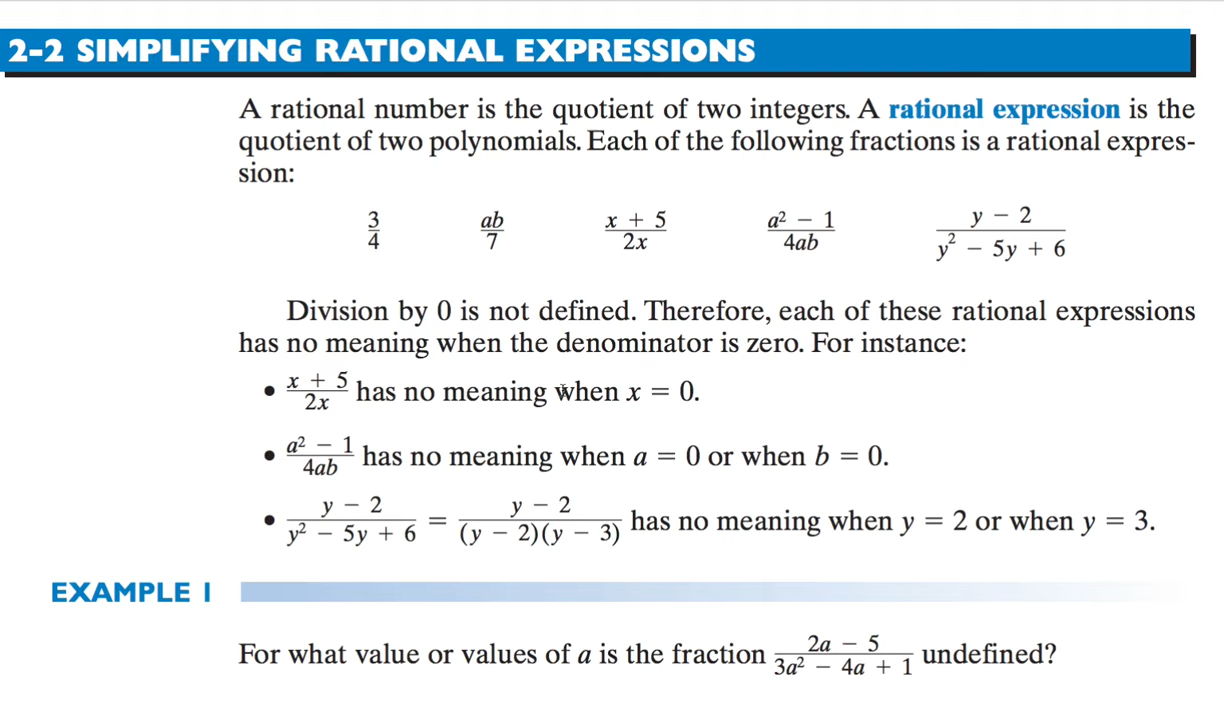 2–2 SIMPLIFYING RATIONAL EXPRESSIONS
A rational number is the quotient of two integers. A rational expression is the
quotient of two polynomials. Each of the following fractions is a rational expres-
sion:
3/4 ab/7 (x + 5)/(2x) (a² − 1)/(4ab) (y − 2)/(y² − 5y + 6)
Division by 0 is not defined. Therefore, each of these rational expressions
has no meaning when the denominator is zero. For instance:
• (x + 5)/(2x) has no meaning when x = 0.
• (a² − 1)/(4ab) has no meaning when a = 0 or when b = 0.
• (y − 2)/(y² − 5y + 6) = (y − 2)/((y − 2)(y − 3)) has no meaning when y = 2 or when y = 3.
EXAMPLE 1
For what value or values of a is the fraction (2a − 5)/(3a² − 4a + 1) undefined?